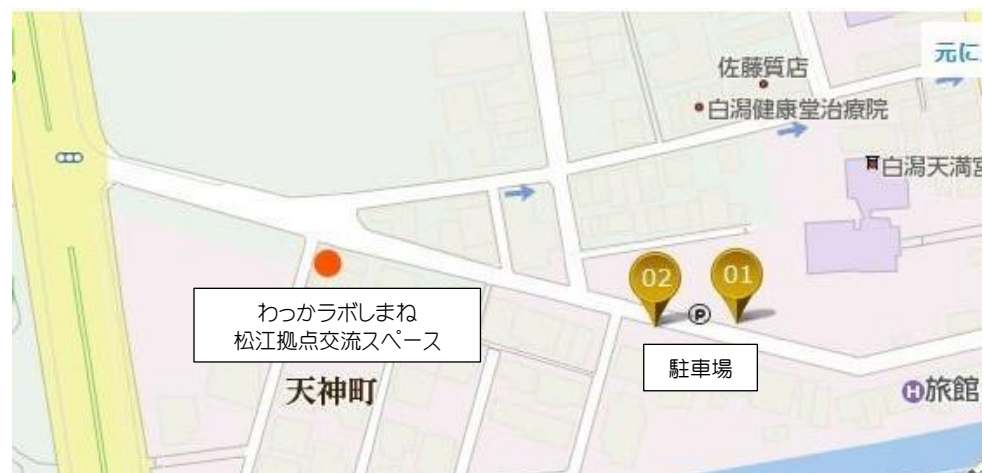 元に
佐藤質店
白潟健康堂治療院
白潟天満宮
02
01
P
わっかラボしまね
松江拠点交流スペース
駐車場
天神町
H旅館